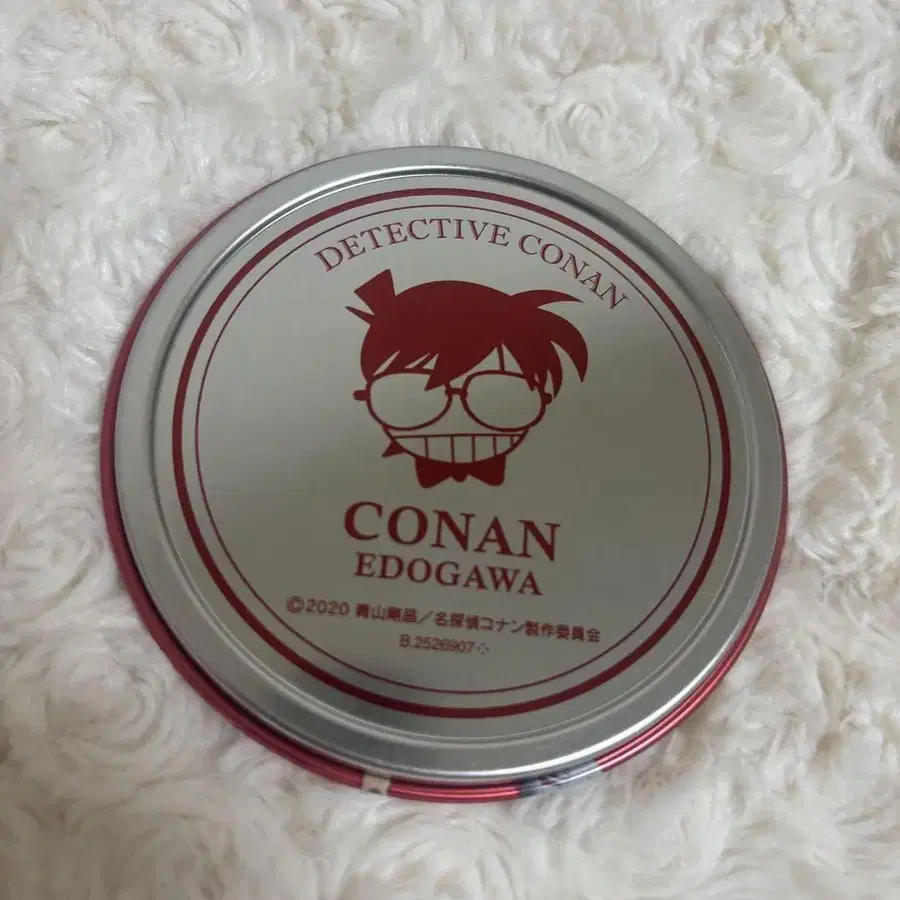 DETECTIVE CONAN
CONAN
EDOGAWA
©2020 青山剛昌／名探偵コナン製作委員会
B.2526907